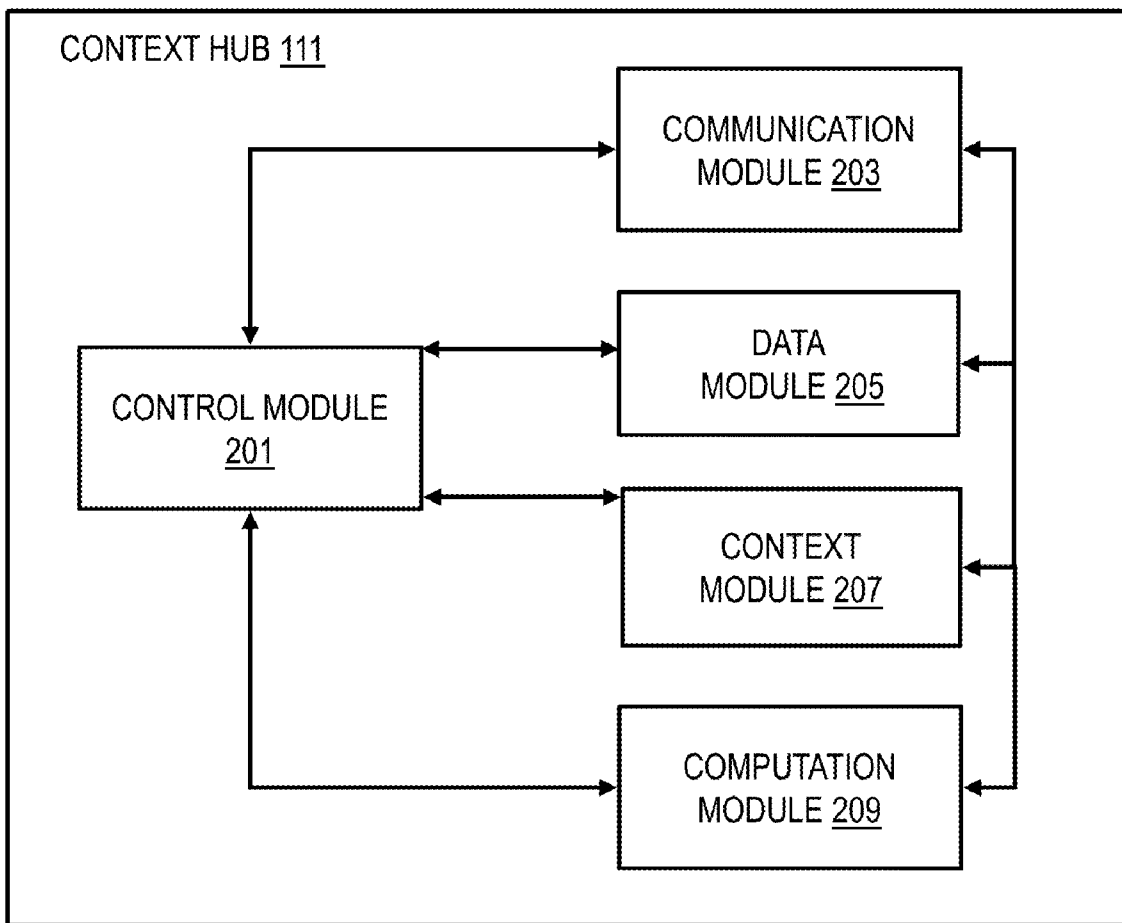 CONTEXT HUB 111
COMMUNICATION
MODULE 203
DATA
MODULE 205
CONTROL MODULE
201
CONTEXT
MODULE 207
COMPUTATION
MODULE 209